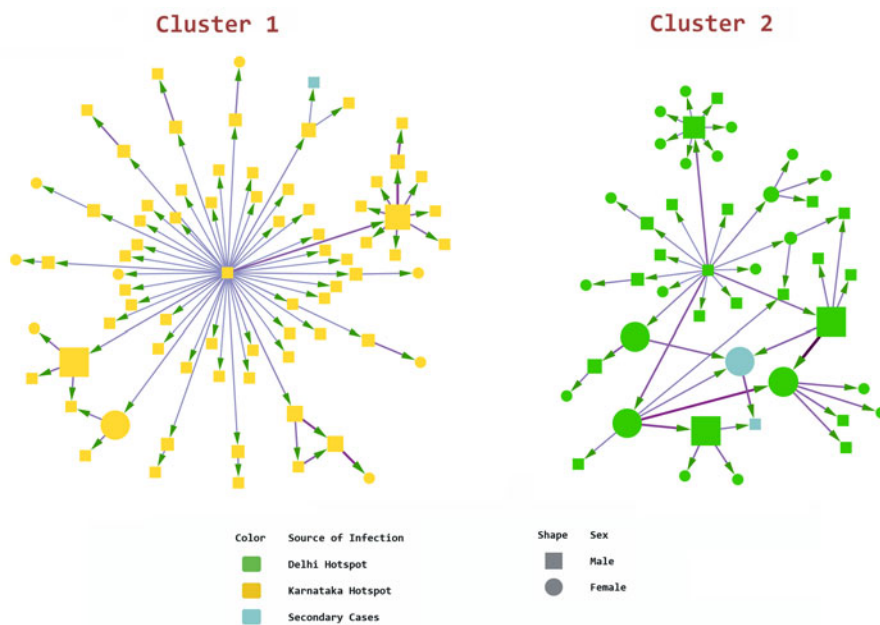 Cluster 1
Cluster 2
Color Source of Infection
Delhi Hotspot
Karnataka Hotspot
Secondary Cases
Shape Sex
Male
Female